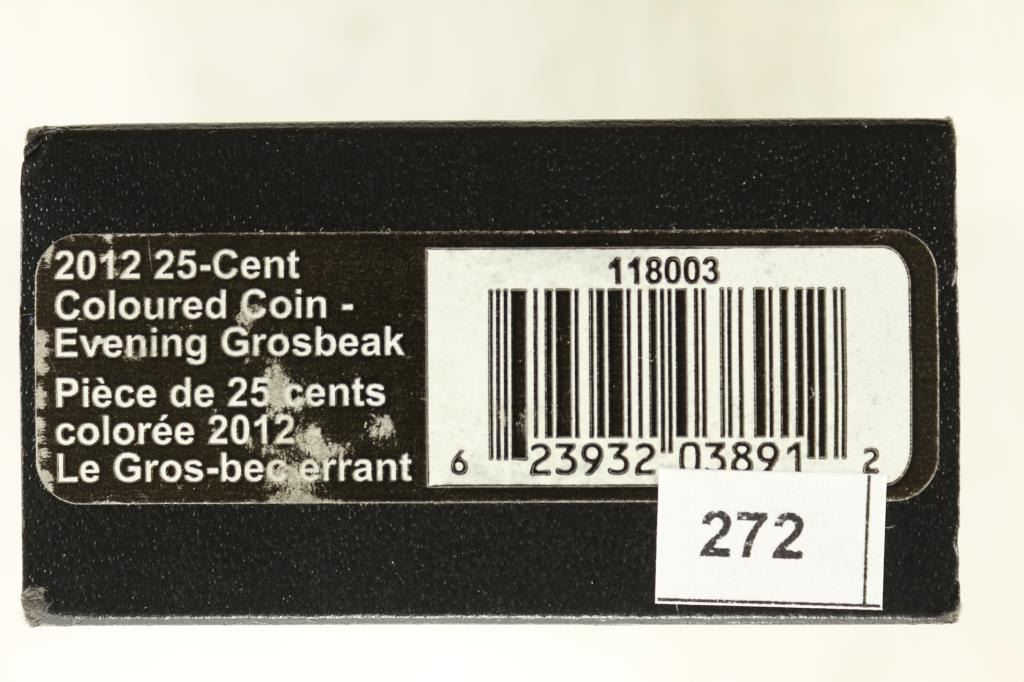 2012 25-Cent
Coloured Coin -
Evening Grosbeak
Pièce de 25 cents
colorée 2012
Le Gros-bec errant
118003
6 23932 03891 2
272